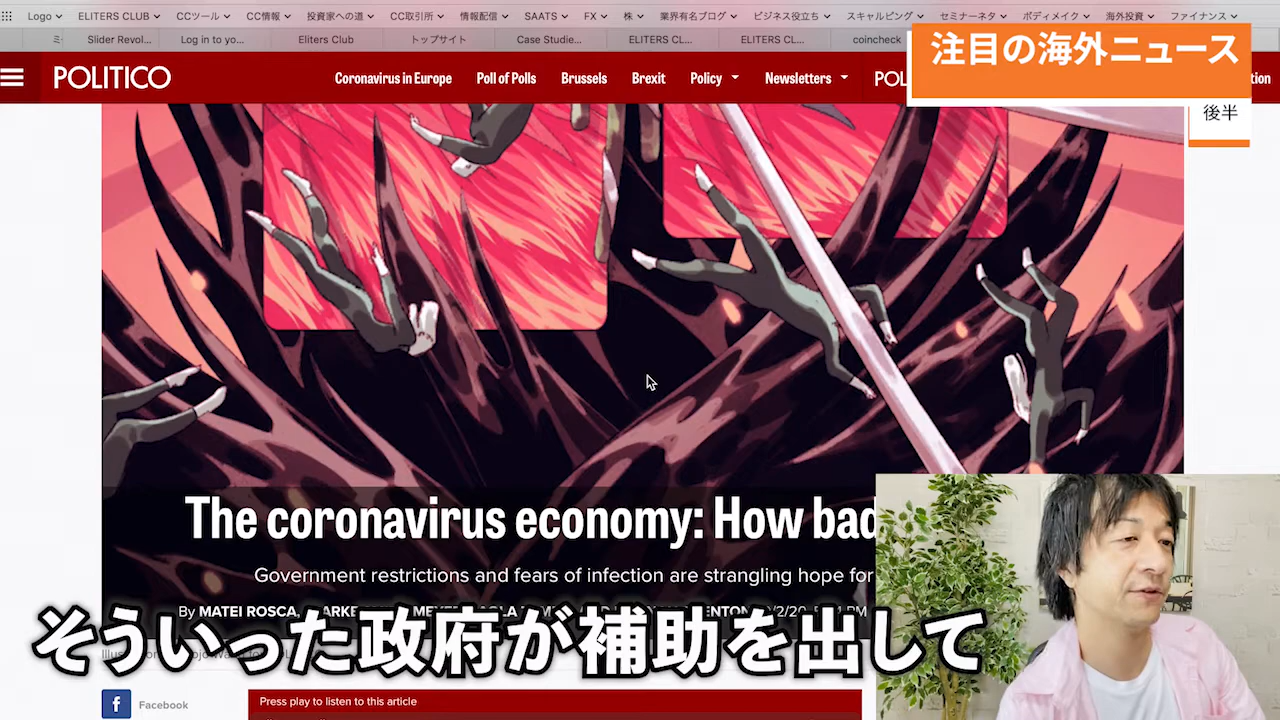 Logo ELITERS CLUB CCツール CC情報 投資家への道 CC取引所 情報配信 SAATS FX 株 業界有名ブログ ビジネス役立ち スキャルピング セミナーネタ ボディメイク 海外投資 ファイナンス
Slider Revol... Log in to yo... Eliters Club トップサイト Case Studie... ELITERS CL... ELITERS CL... coincheck
注目の海外ニュース
POLITICO Coronavirus in Europe Poll of Polls Brussels Brexit Policy Newsletters POL
後半
The coronavirus economy: How bad
Government restrictions and fears of infection are strangling hope for
By MATEI ROSCA,
そういった政府が補助を出して
Facebook
Press play to listen to this article